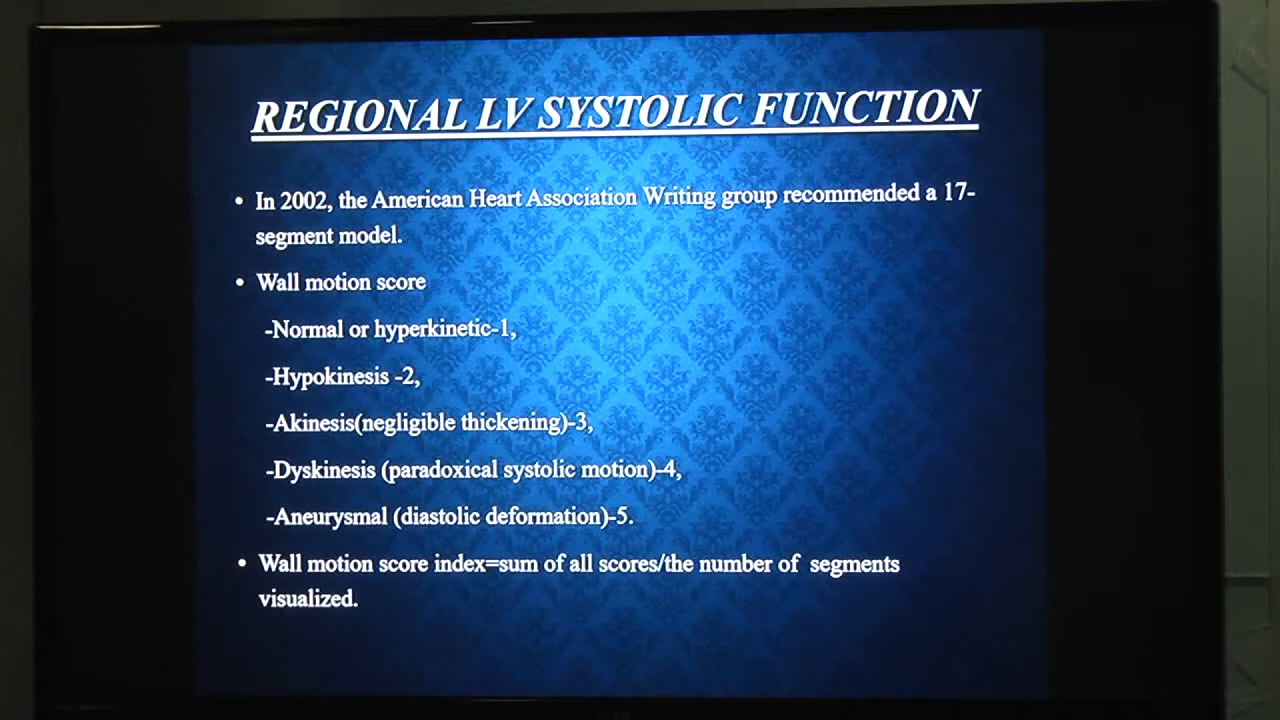 REGIONAL LV SYSTOLIC FUNCTION
• In 2002, the American Heart Association Writing group recommended a 17-
segment model.
• Wall motion score
-Normal or hyperkinetic-1,
-Hypokinesis -2,
-Akinesis(negligible thickening)-3,
-Dyskinesis (paradoxical systolic motion)-4,
-Aneurysmal (diastolic deformation)-5.
• Wall motion score index=sum of all scores/the number of segments
visualized.